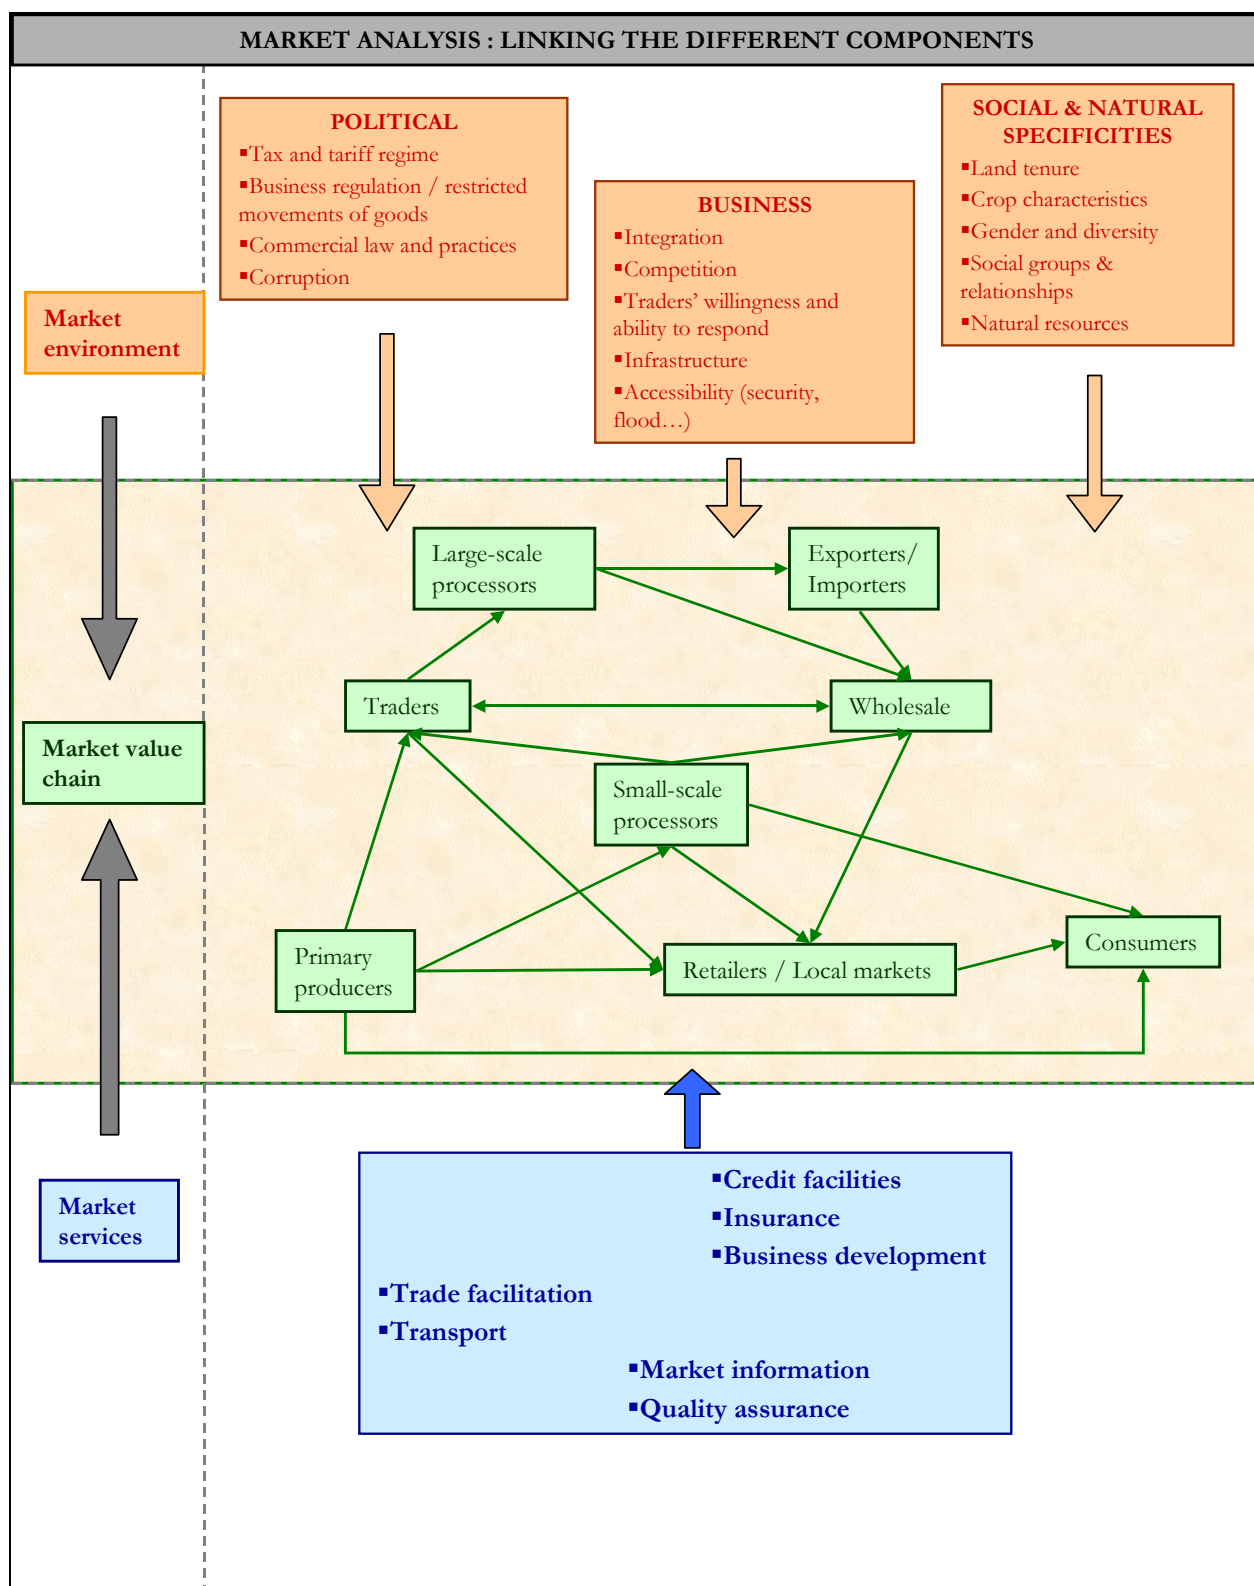 MARKET ANALYSIS : LINKING THE DIFFERENT COMPONENTS
POLITICAL
▪Tax and tariff regime
▪Business regulation / restricted
movements of goods
▪Commercial law and practices
▪Corruption
BUSINESS
▪Integration
▪Competition
▪Traders’ willingness and
ability to respond
▪Infrastructure
▪Accessibility (security,
flood…)
SOCIAL & NATURAL
SPECIFICITIES
▪Land tenure
▪Crop characteristics
▪Gender and diversity
▪Social groups &
relationships
▪Natural resources
Market
environment
Large-scale
processors
Exporters/
Importers
Traders
Wholesale
Market value
chain
Small-scale
processors
Primary
producers
Retailers / Local markets
Consumers
Market
services
▪Credit facilities
▪Insurance
▪Business development
▪Trade facilitation
▪Transport
▪Market information
▪Quality assurance